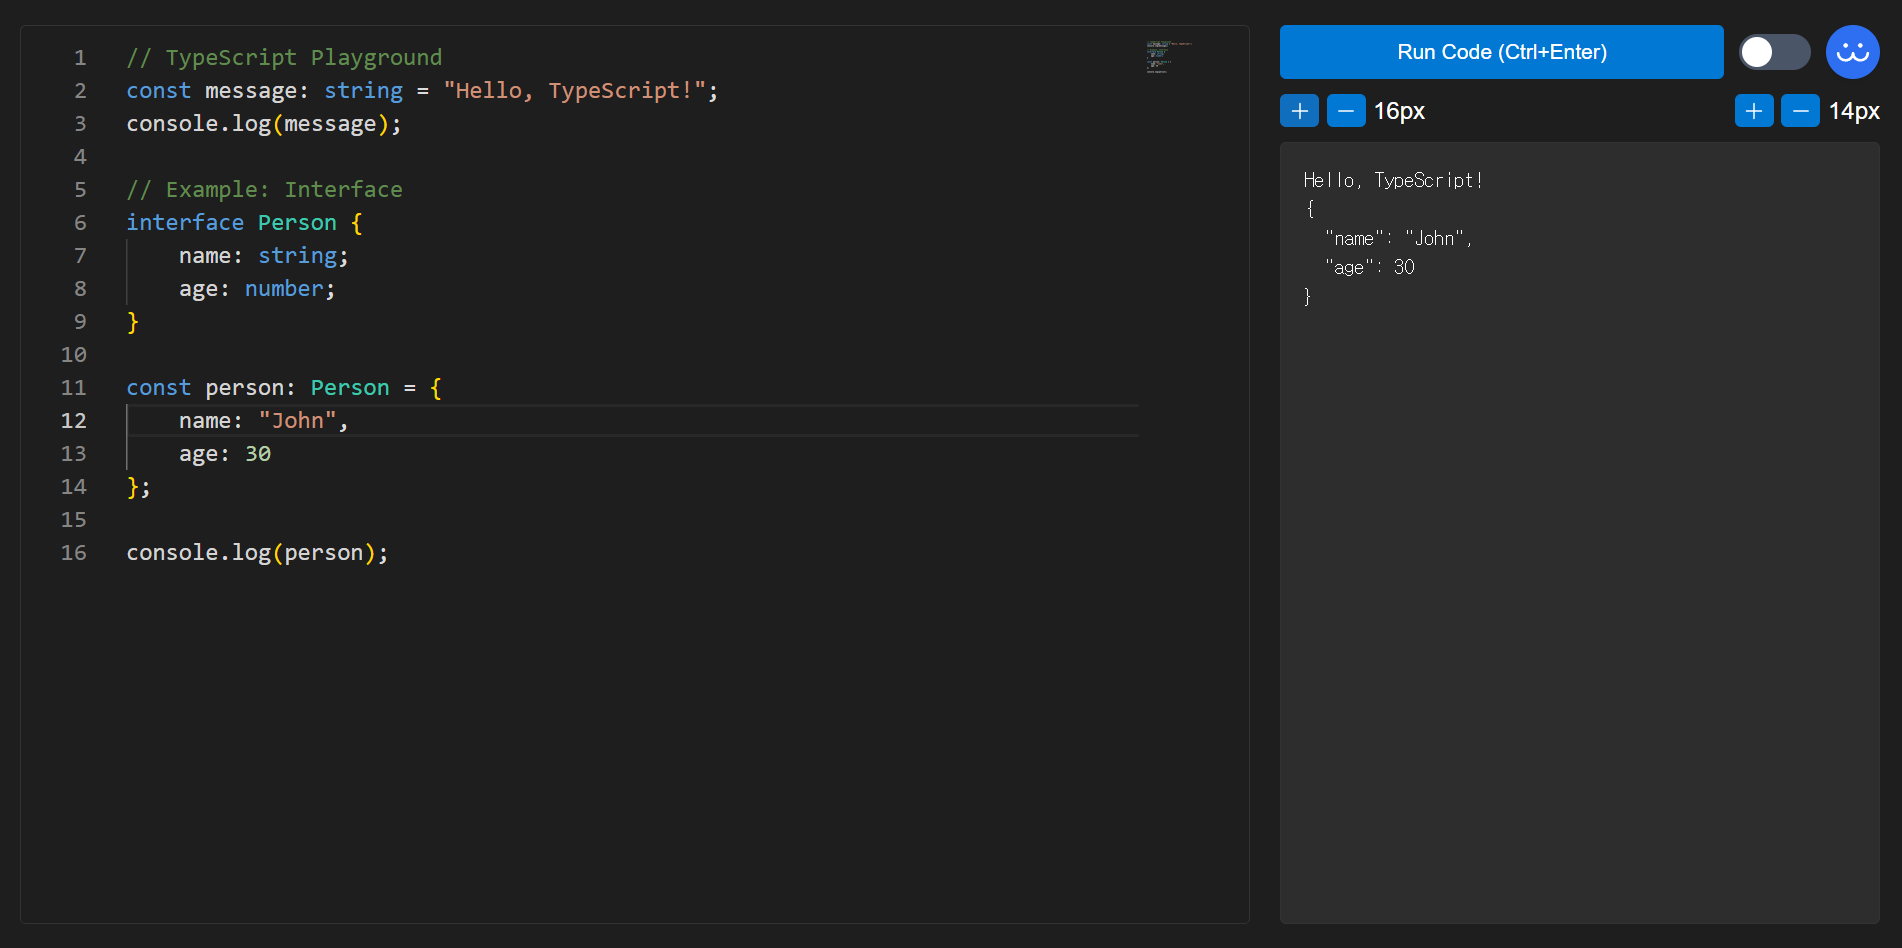 1 // TypeScript Playground
2 const message: string = "Hello, TypeScript!";
3 console.log(message);
4
5 // Example: Interface
6 interface Person {
7     name: string;
8     age: number;
9 }
10
11 const person: Person = {
12     name: "John",
13     age: 30
14 };
15
16 console.log(person);
Run Code (Ctrl+Enter)
+ − 16px + − 14px
Hello, TypeScript!
{
  "name": "John",
  "age": 30
}